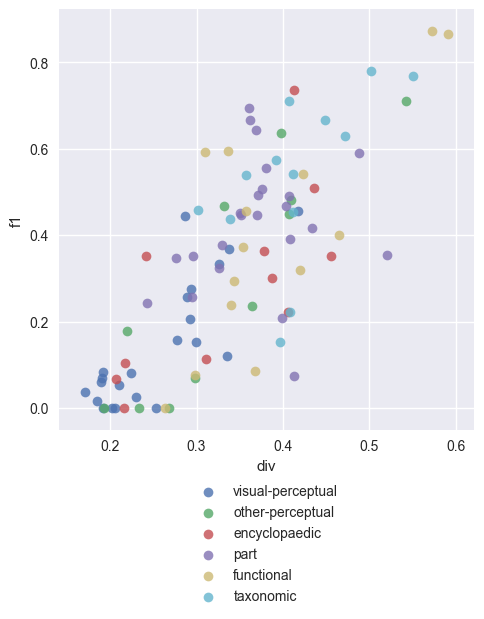 0.8
0.6
0.4
0.2
0.0
f1
0.2 0.3 0.4 0.5 0.6
div
visual-perceptual
other-perceptual
encyclopaedic
part
functional
taxonomic